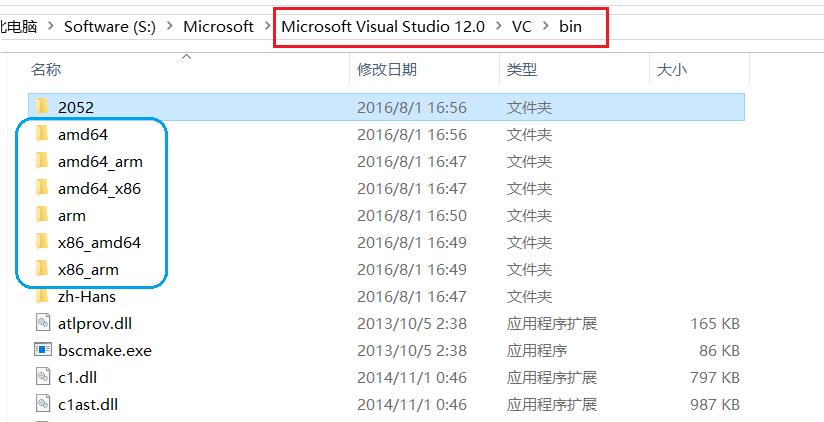 此电脑 > Software (S:) > Microsoft > Microsoft Visual Studio 12.0 > VC > bin
名称 修改日期 类型 大小
2052 2016/8/1 16:56 文件夹
amd64 2016/8/1 16:56 文件夹
amd64_arm 2016/8/1 16:47 文件夹
amd64_x86 2016/8/1 16:47 文件夹
arm 2016/8/1 16:50 文件夹
x86_amd64 2016/8/1 16:49 文件夹
x86_arm 2016/8/1 16:49 文件夹
zh-Hans 2016/8/1 16:47 文件夹
atlprov.dll 2013/10/5 2:38 应用程序扩展 165 KB
bscmake.exe 2013/10/5 2:38 应用程序 86 KB
c1.dll 2014/11/1 0:46 应用程序扩展 797 KB
c1ast.dll 2014/11/1 0:46 应用程序扩展 987 KB